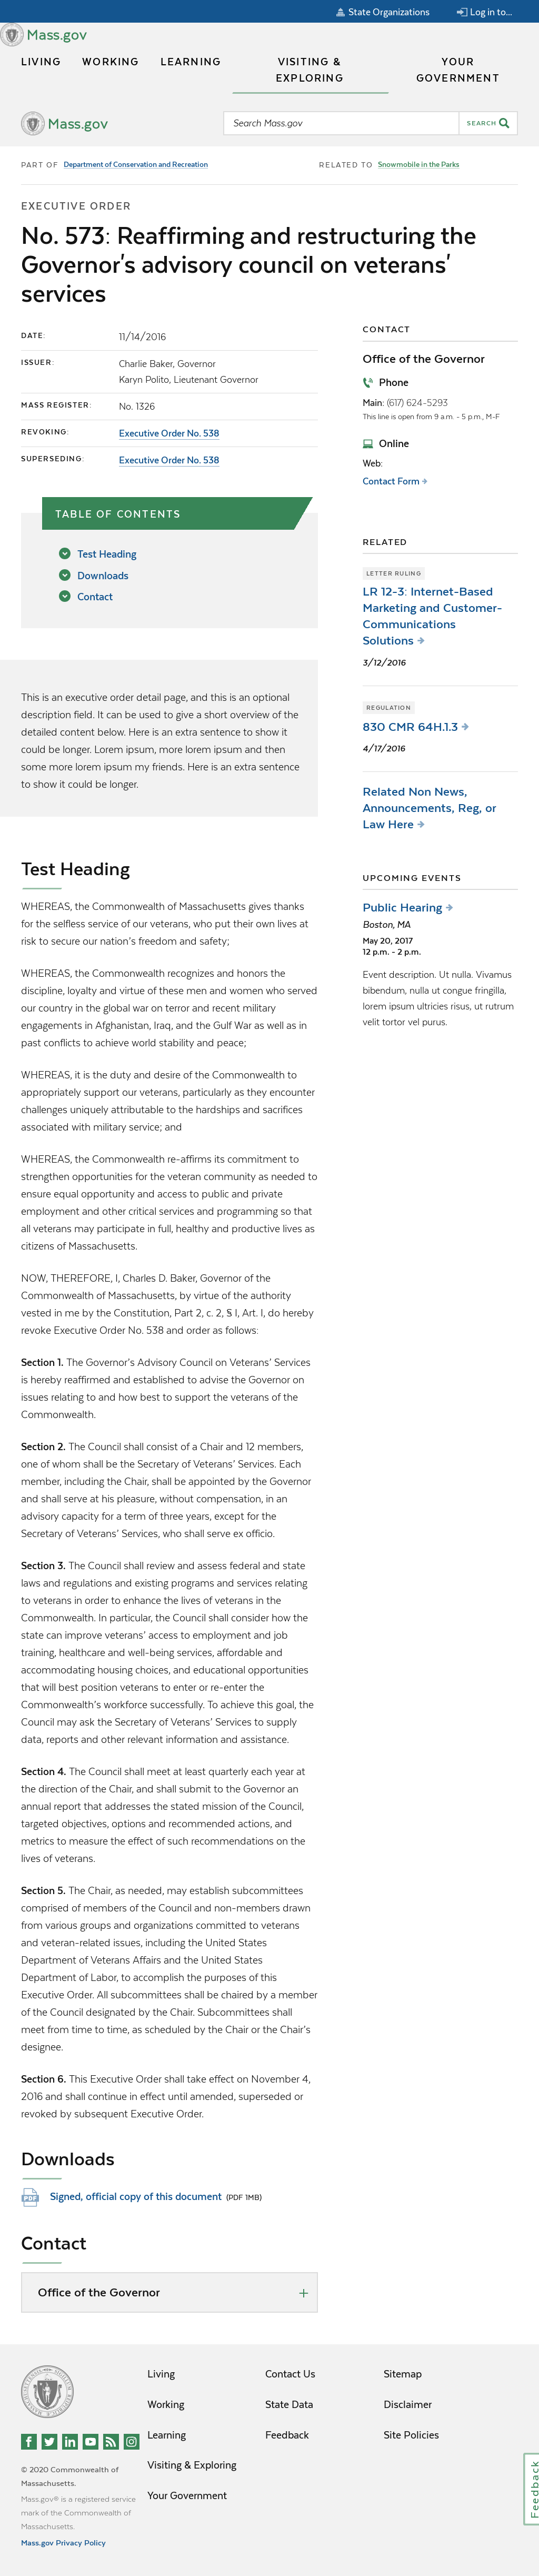 State Organizations
Log in to...
Mass.gov
LIVING
WORKING
LEARNING
VISITING &
EXPLORING
YOUR
GOVERNMENT
Mass.gov
Search Mass.gov
SEARCH
PART OF Department of Conservation and Recreation
RELATED TO Snowmobile in the Parks
EXECUTIVE ORDER
No. 573: Reaffirming and restructuring the
Governor's advisory council on veterans'
services
DATE: 11/14/2016
ISSUER: Charlie Baker, Governor
Karyn Polito, Lieutenant Governor
MASS REGISTER: No. 1326
REVOKING: Executive Order No. 538
SUPERSEDING: Executive Order No. 538
TABLE OF CONTENTS
Test Heading
Downloads
Contact
This is an executive order detail page, and this is an optional
description field. It can be used to give a short overview of the
detailed content below. Here is an extra sentence to show it
could be longer. Lorem ipsum, more lorem ipsum and then
some more lorem ipsum my friends. Here is an extra sentence
to show it could be longer.
Test Heading
WHEREAS, the Commonwealth of Massachusetts gives thanks
for the selfless service of our veterans, who put their own lives at
risk to secure our nation's freedom and safety;
WHEREAS, the Commonwealth recognizes and honors the
discipline, loyalty and virtue of these men and women who served
our country in the global war on terror and recent military
engagements in Afghanistan, Iraq, and the Gulf War as well as in
past conflicts to achieve world stability and peace;
WHEREAS, it is the duty and desire of the Commonwealth to
appropriately support our veterans, particularly as they encounter
challenges uniquely attributable to the hardships and sacrifices
associated with military service; and
WHEREAS, the Commonwealth re-affirms its commitment to
strengthen opportunities for the veteran community as needed to
ensure equal opportunity and access to public and private
employment and other critical services and programming so that
all veterans may participate in full, healthy and productive lives as
citizens of Massachusetts.
NOW, THEREFORE, I, Charles D. Baker, Governor of the
Commonwealth of Massachusetts, by virtue of the authority
vested in me by the Constitution, Part 2, c. 2, § I, Art. I, do hereby
revoke Executive Order No. 538 and order as follows:
Section 1. The Governor's Advisory Council on Veterans' Services
is hereby reaffirmed and established to advise the Governor on
issues relating to and how best to support the veterans of the
Commonwealth.
Section 2. The Council shall consist of a Chair and 12 members,
one of whom shall be the Secretary of Veterans' Services. Each
member, including the Chair, shall be appointed by the Governor
and shall serve at his pleasure, without compensation, in an
advisory capacity for a term of three years, except for the
Secretary of Veterans' Services, who shall serve ex officio.
Section 3. The Council shall review and assess federal and state
laws and regulations and existing programs and services relating
to veterans in order to enhance the lives of veterans in the
Commonwealth. In particular, the Council shall consider how the
state can improve veterans' access to employment and job
training, healthcare and well-being services, affordable and
accommodating housing choices, and educational opportunities
that will best position veterans to enter or re-enter the
Commonwealth's workforce successfully. To achieve this goal, the
Council may ask the Secretary of Veterans' Services to supply
data, reports and other relevant information and assistance.
Section 4. The Council shall meet at least quarterly each year at
the direction of the Chair, and shall submit to the Governor an
annual report that addresses the stated mission of the Council,
targeted objectives, options and recommended actions, and
metrics to measure the effect of such recommendations on the
lives of veterans.
Section 5. The Chair, as needed, may establish subcommittees
comprised of members of the Council and non-members drawn
from various groups and organizations committed to veterans
and veteran-related issues, including the United States
Department of Veterans Affairs and the United States
Department of Labor, to accomplish the purposes of this
Executive Order. All subcommittees shall be chaired by a member
of the Council designated by the Chair. Subcommittees shall
meet from time to time, as scheduled by the Chair or the Chair's
designee.
Section 6. This Executive Order shall take effect on November 4,
2016 and shall continue in effect until amended, superseded or
revoked by subsequent Executive Order.
Downloads
PDF Signed, official copy of this document (PDF 1MB)
Contact
Office of the Governor
CONTACT
Office of the Governor
Phone
Main: (617) 624-5293
This line is open from 9 a.m. - 5 p.m., M-F
Online
Web:
Contact Form
RELATED
LETTER RULING
LR 12-3: Internet-Based
Marketing and Customer-
Communications
Solutions
3/12/2016
REGULATION
830 CMR 64H.1.3
4/17/2016
Related Non News,
Announcements, Reg, or
Law Here
UPCOMING EVENTS
Public Hearing
Boston, MA
May 20, 2017
12 p.m. - 2 p.m.
Event description. Ut nulla. Vivamus
bibendum, nulla ut congue fringilla,
lorem ipsum ultricies risus, ut rutrum
velit tortor vel purus.
© 2020 Commonwealth of
Massachusetts.
Mass.gov® is a registered service
mark of the Commonwealth of
Massachusetts.
Mass.gov Privacy Policy
Living
Working
Learning
Visiting & Exploring
Your Government
Contact Us
State Data
Feedback
Sitemap
Disclaimer
Site Policies
Feedback